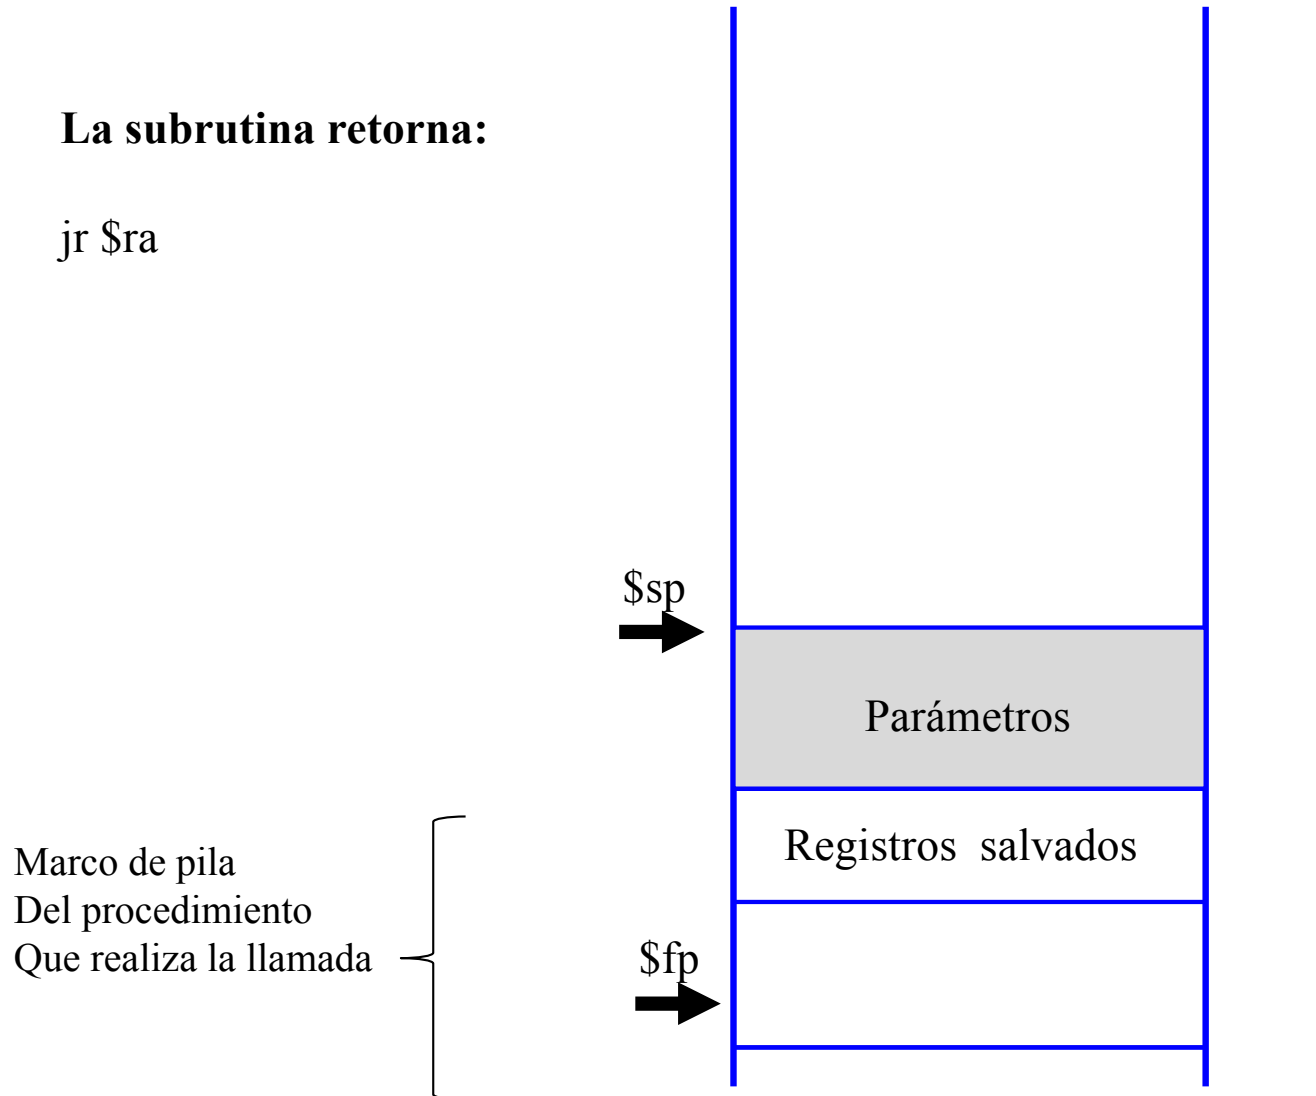 La subrutina retorna:
jr $ra
$sp
Parámetros
Registros salvados
Marco de pila
Del procedimiento
Que realiza la llamada
$fp